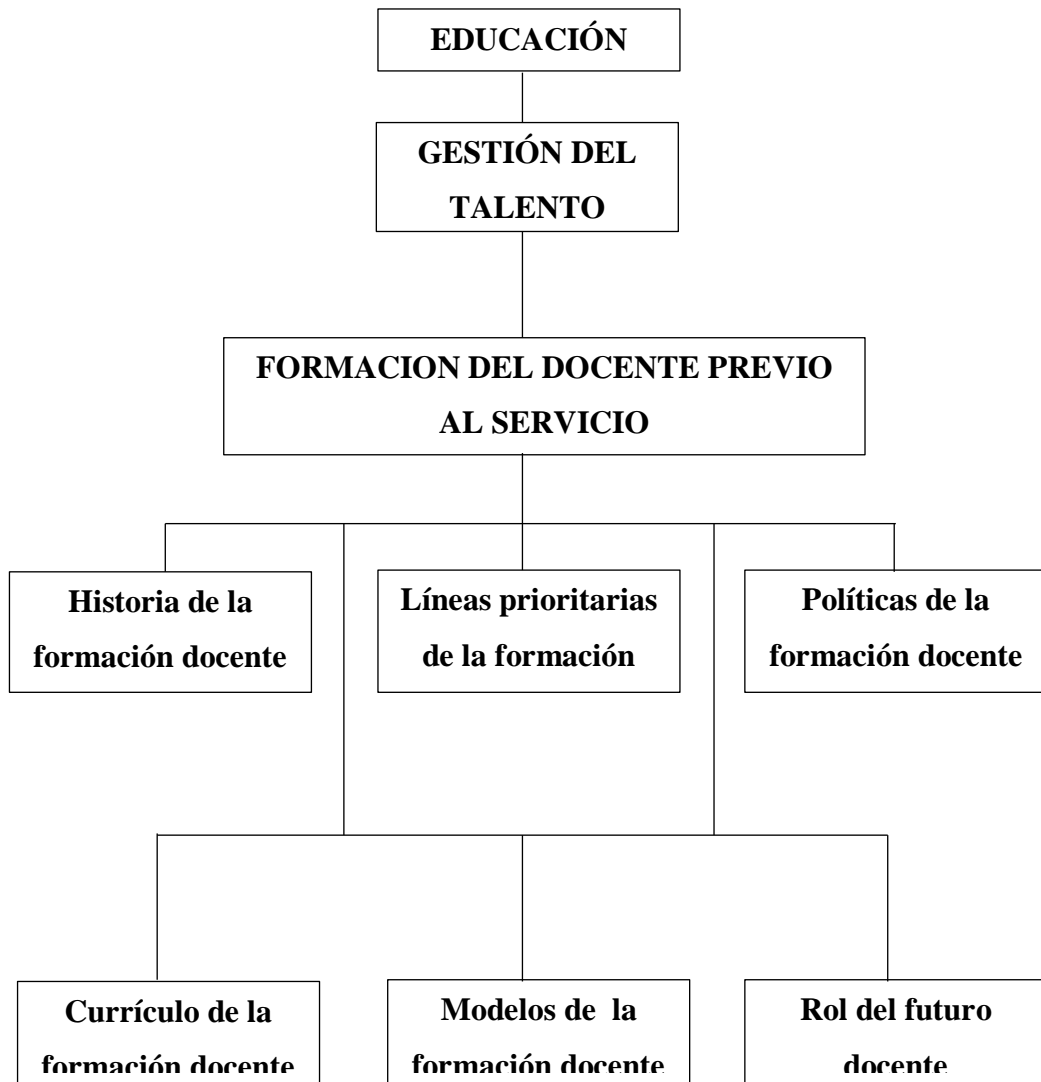 EDUCACIÓN
GESTIÓN DEL
TALENTO
FORMACION DEL DOCENTE PREVIO
AL SERVICIO
Historia de la
formación docente
Líneas prioritarias
de la formación
Políticas de la
formación docente
Currículo de la
formación docente
Modelos de la
formación docente
Rol del futuro
docente